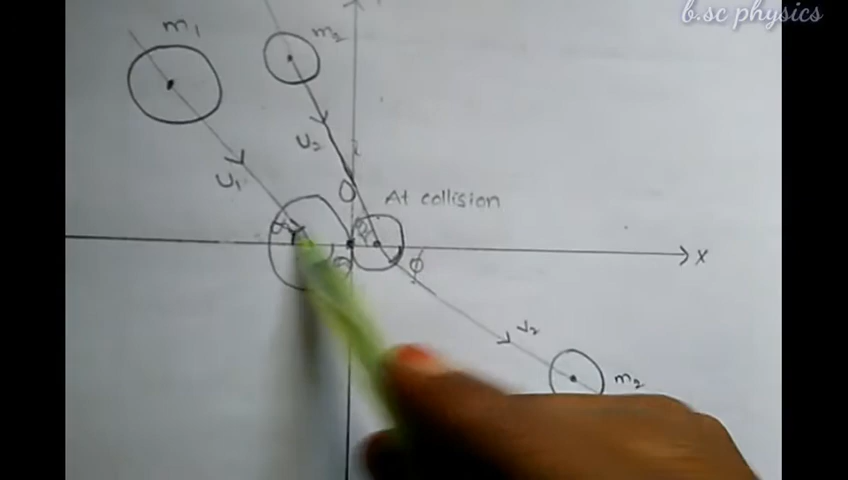 b.sc physics
m₁
m₂
U₂
U₁
O
At collision
X
ϕ
V₂
m₂